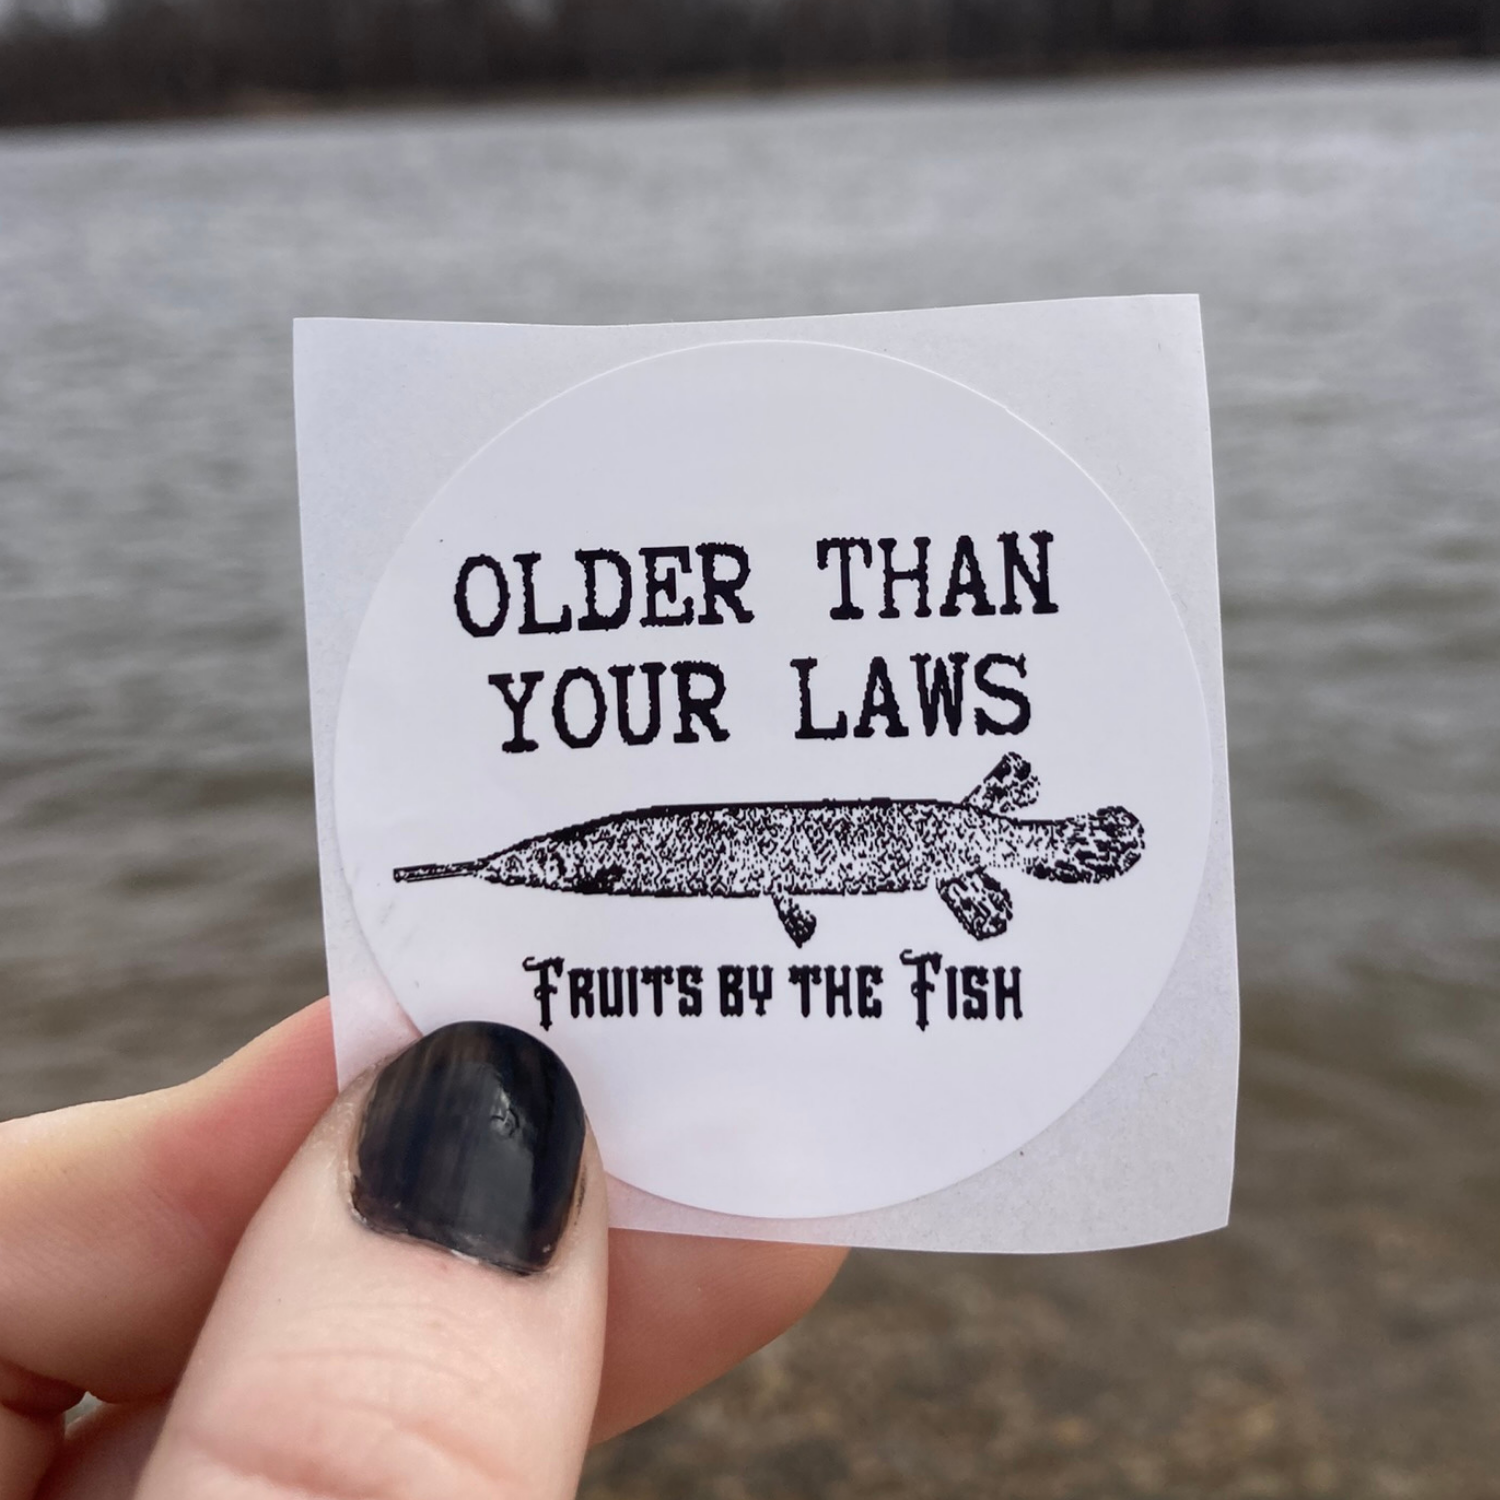 OLDER THAN
YOUR LAWS
FRUITS BY THE FISH